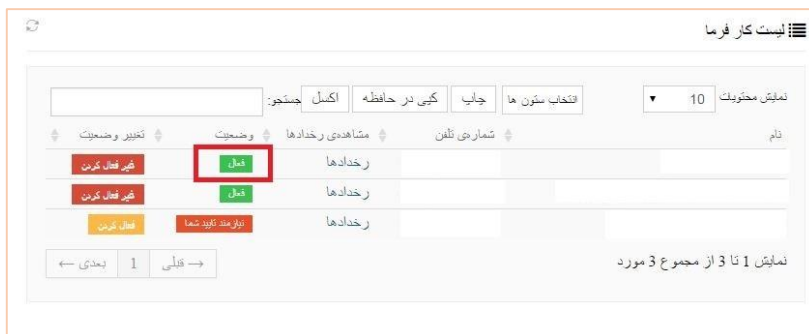 لیست کار فرما
نمایش محتویات 10 انتخاب ستون ها چاپ کپی در حافظه اکسل جستجو:
نام شماره‌ی تلفن مشاهده‌ی رخدادها وضعیت تغییر وضعیت
رخدادها فعال غیر فعال کردن
رخدادها فعال غیر فعال کردن
رخدادها نیازمند تایید شما فعال کردن
نمایش 1 تا 3 از مجموع 3 مورد → قبلی 1 بعدی ←